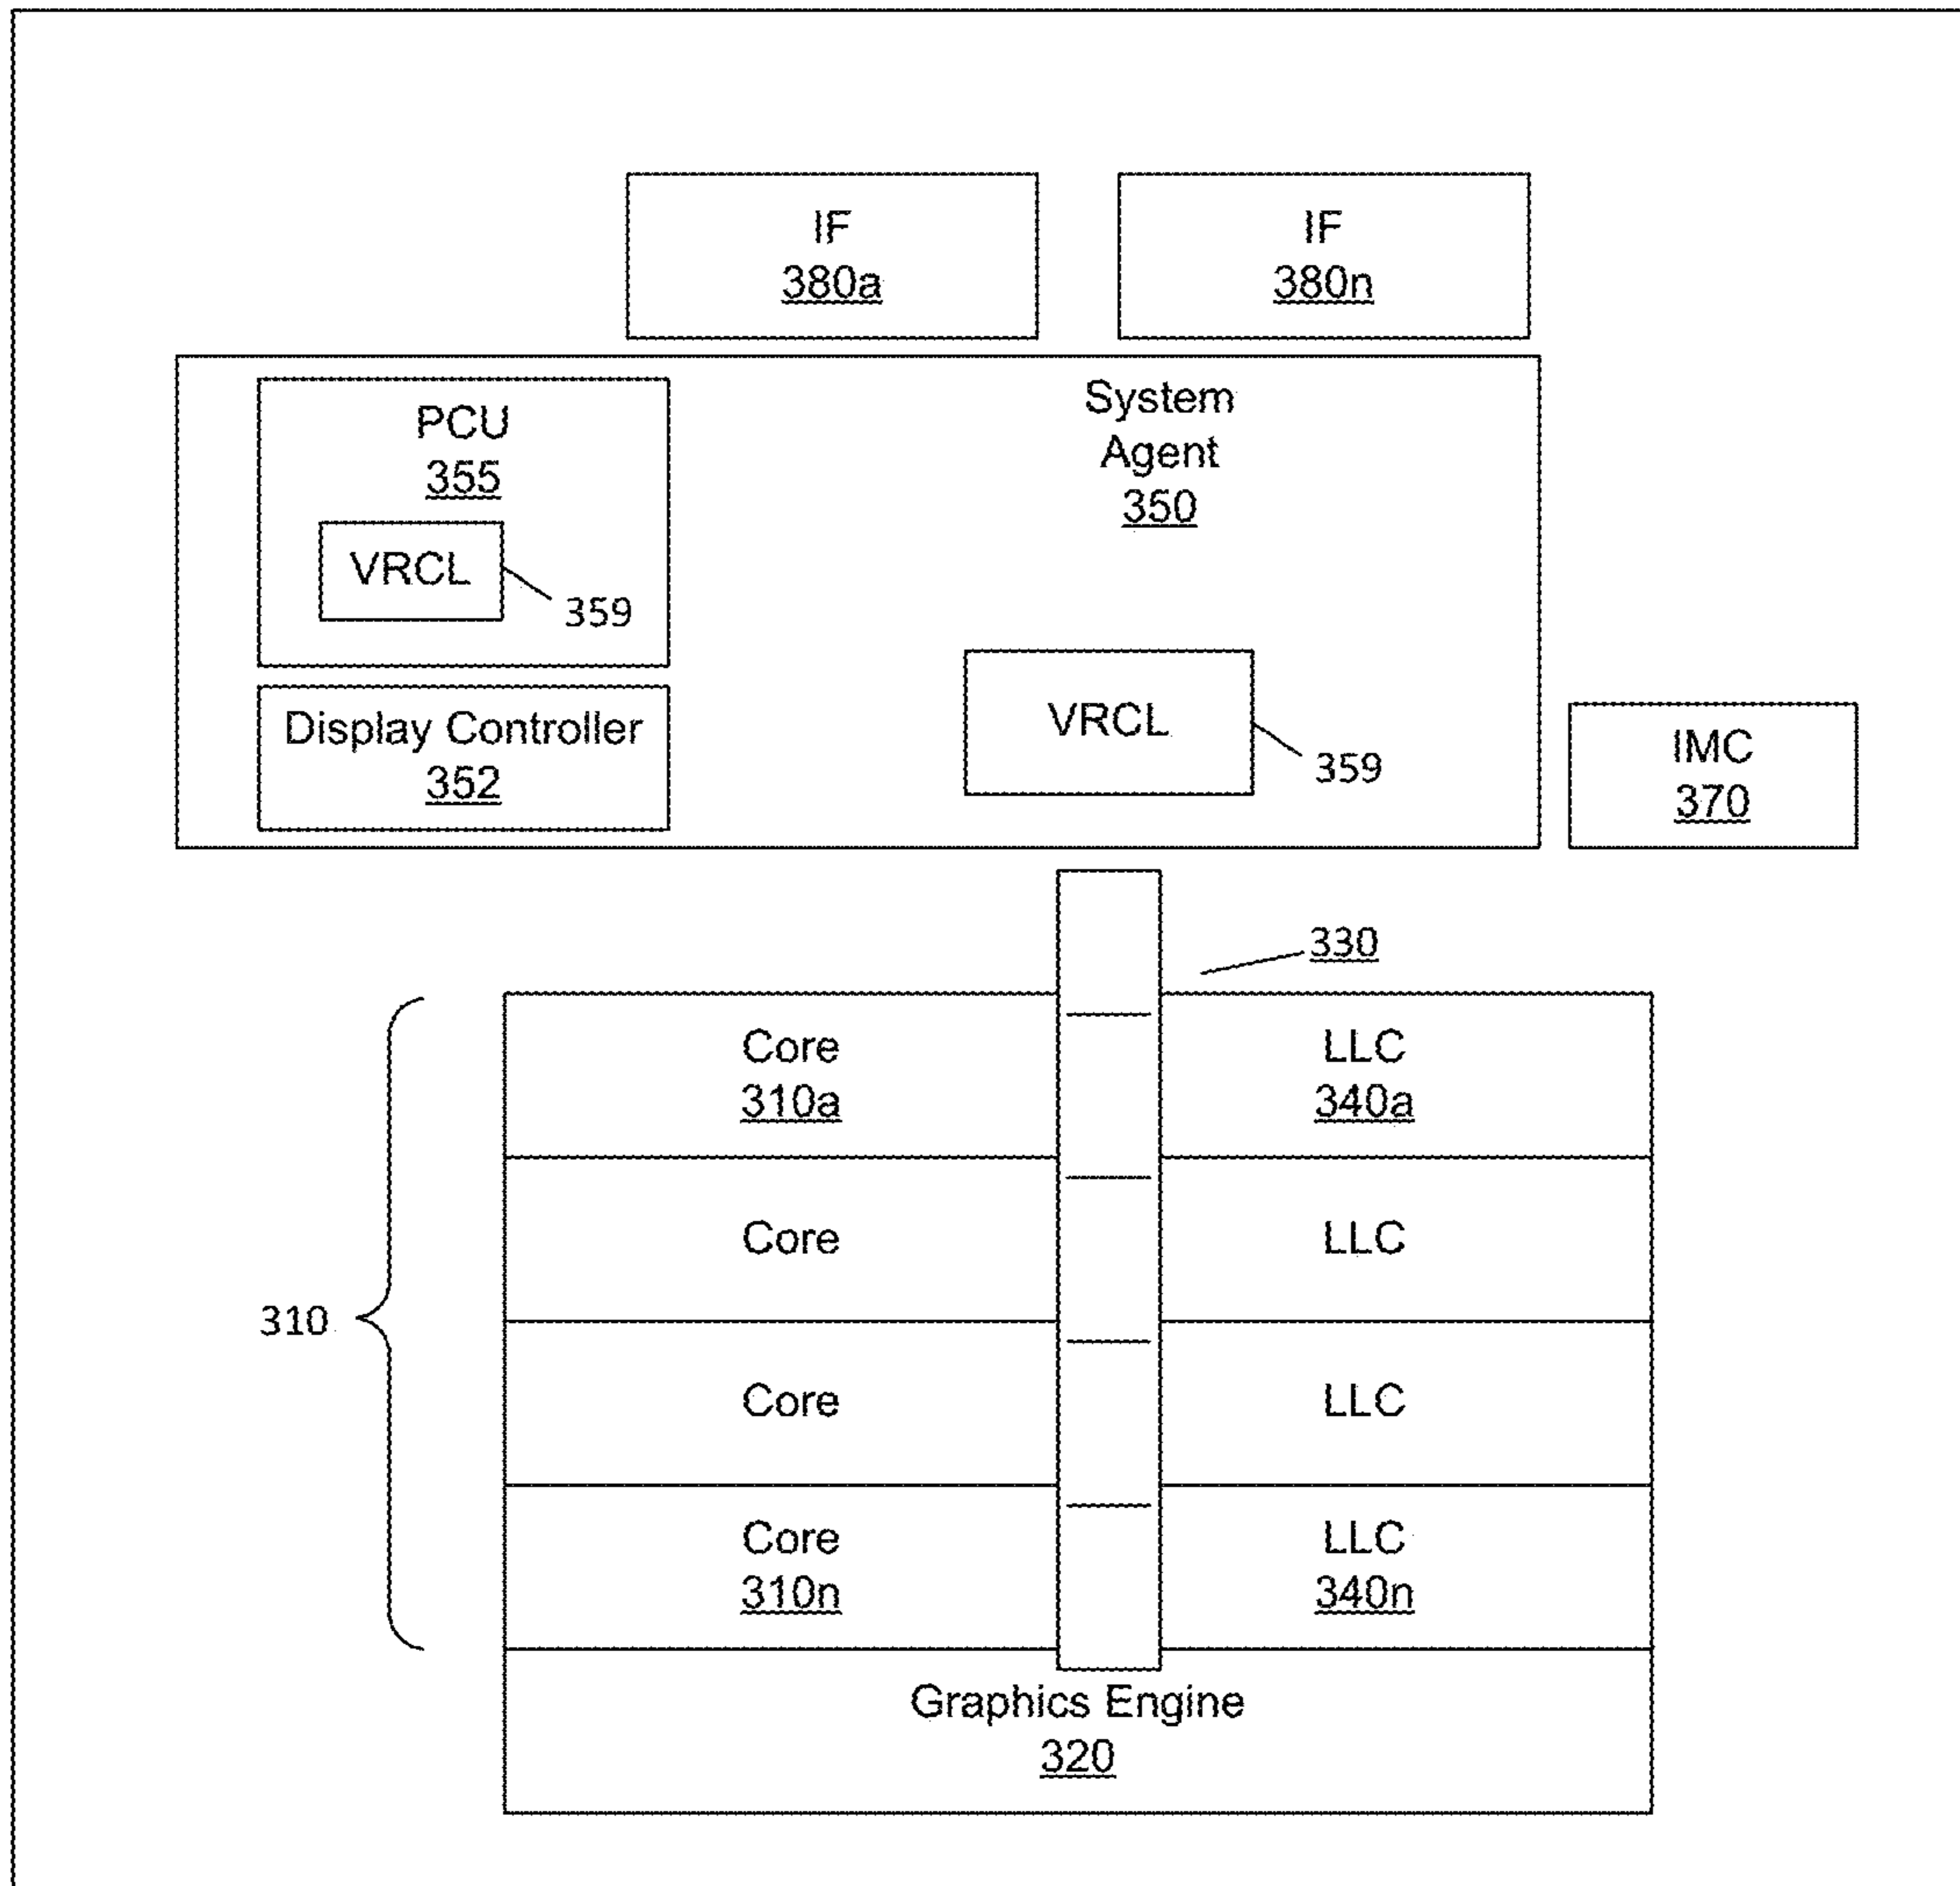 IF
380a
IF
380n
PCU
355
VRCL
359
Display Controller
352
System
Agent
350
VRCL
359
IMC
370
330
310
Core
310a
LLC
340a
Core
LLC
Core
LLC
Core
310n
LLC
340n
Graphics Engine
320